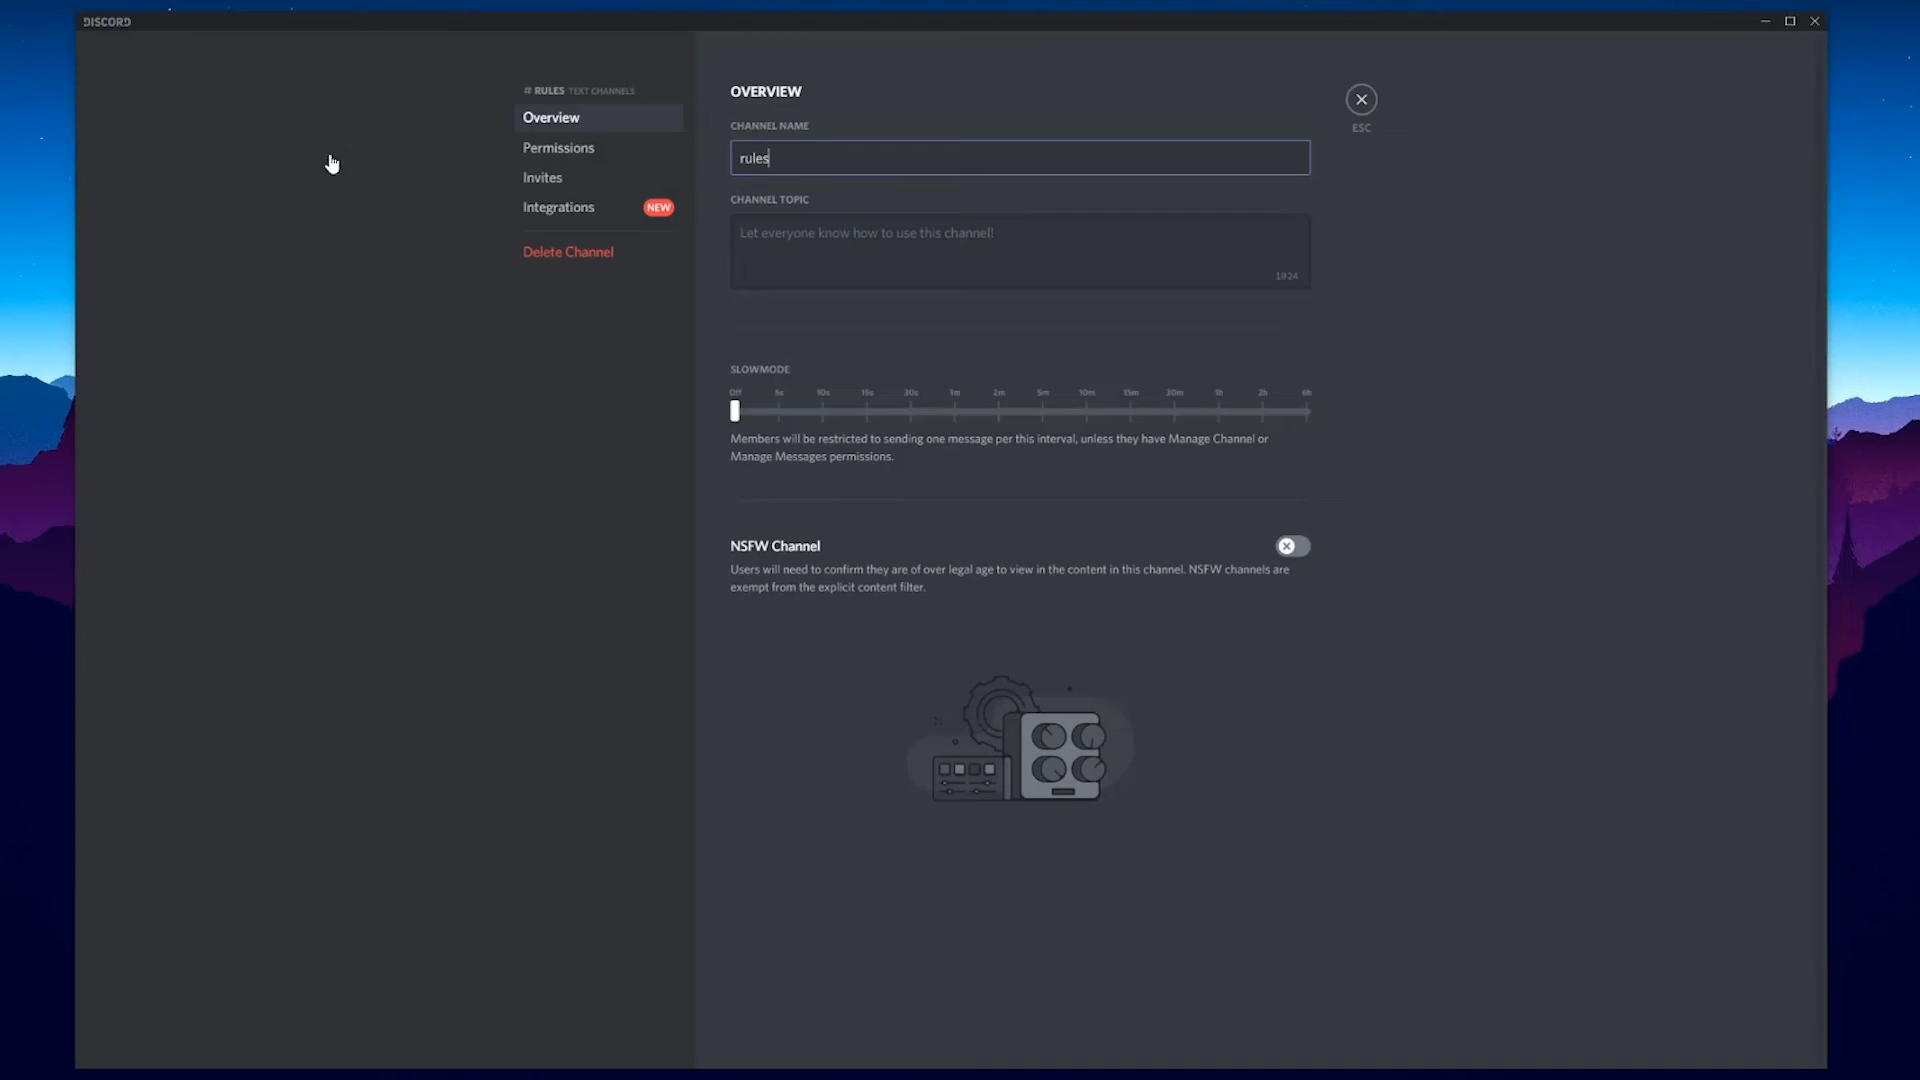 DISCORD
# RULES TEXT CHANNELS
Overview
Permissions
Invites
Integrations NEW
Delete Channel
OVERVIEW
ESC
CHANNEL NAME
rules
CHANNEL TOPIC
Let everyone know how to use this channel!
1024
SLOWMODE
Off 5s 10s 15s 30s 1m 2m 5m 10m 15m 30m 1h 2h 6h
Members will be restricted to sending one message per this interval, unless they have Manage Channel or
Manage Messages permissions.
NSFW Channel
Users will need to confirm they are of over legal age to view in the content in this channel. NSFW channels are
exempt from the explicit content filter.